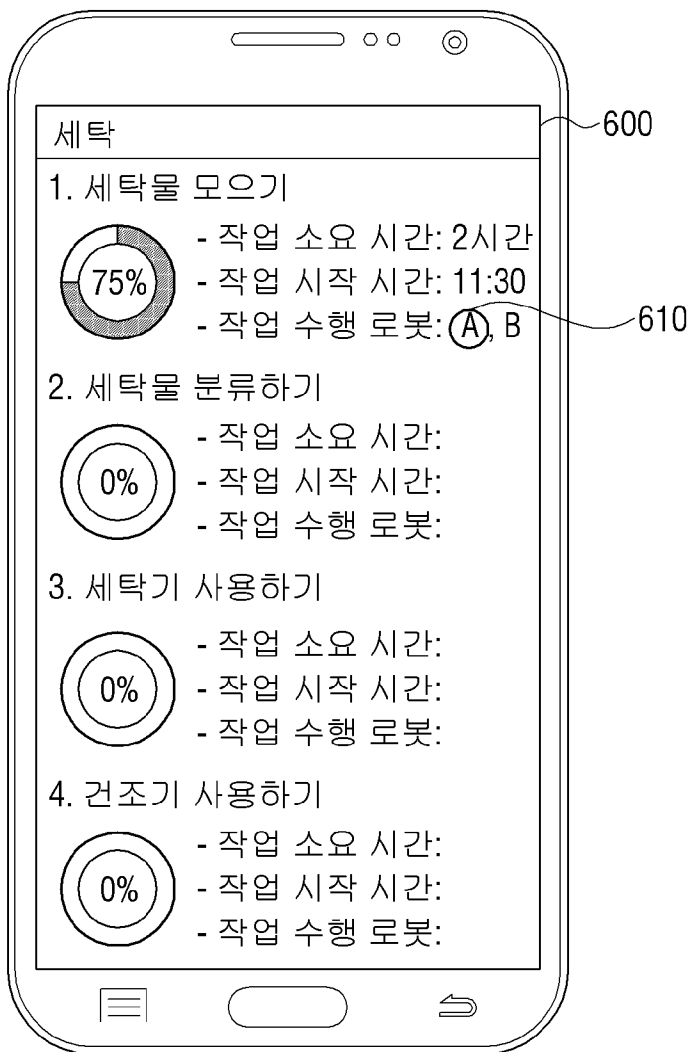 세탁
600
1. 세탁물 모으기
75%
- 작업 소요 시간: 2시간
- 작업 시작 시간: 11:30
- 작업 수행 로봇: A, B
610
2. 세탁물 분류하기
0%
- 작업 소요 시간:
- 작업 시작 시간:
- 작업 수행 로봇:
3. 세탁기 사용하기
0%
- 작업 소요 시간:
- 작업 시작 시간:
- 작업 수행 로봇:
4. 건조기 사용하기
0%
- 작업 소요 시간:
- 작업 시작 시간:
- 작업 수행 로봇: